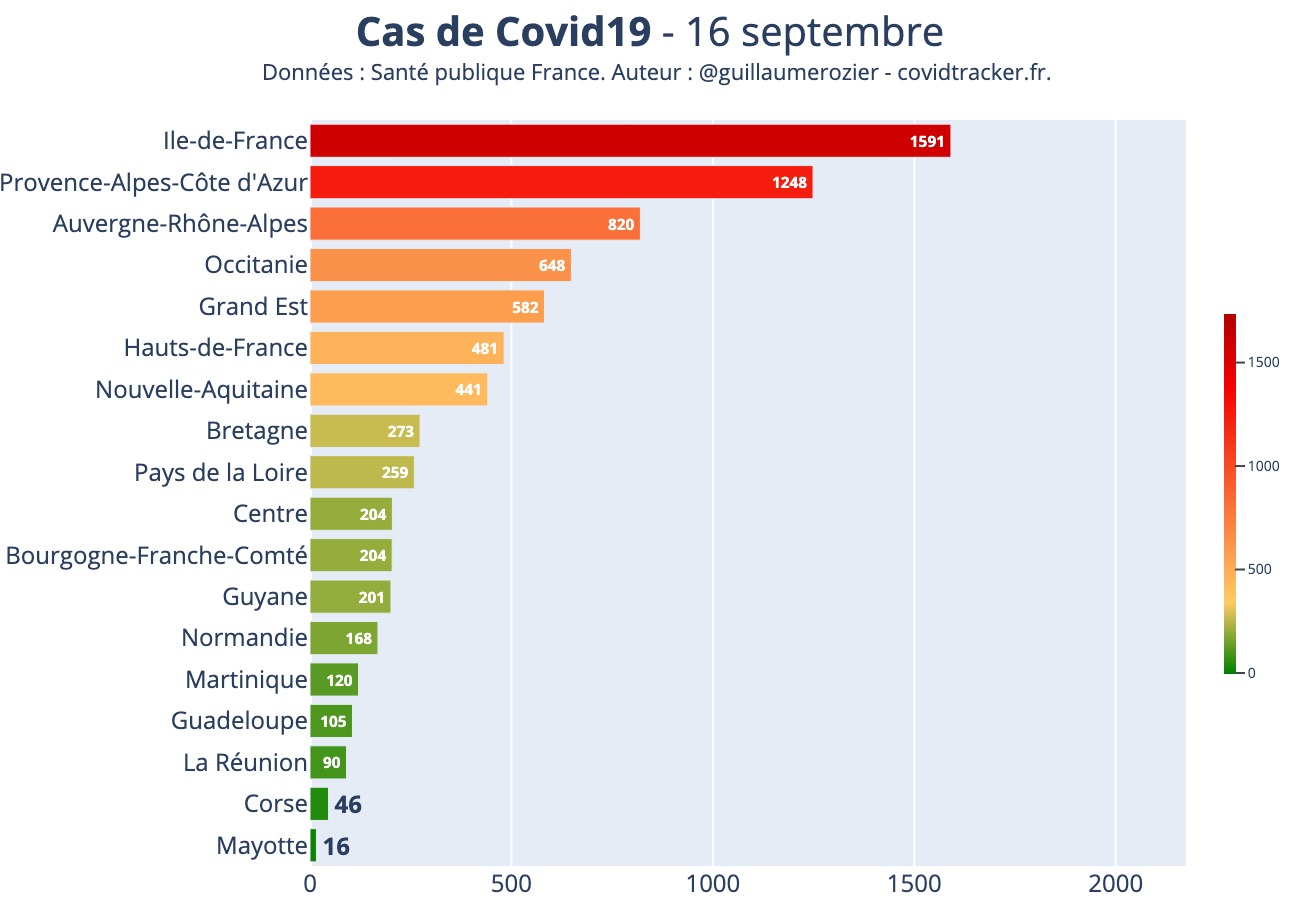 Cas de Covid19 - 16 septembre
Données : Santé publique France. Auteur : @guillaumerozier - covidtracker.fr.
Ile-de-France 1591
Provence-Alpes-Côte d'Azur 1248
Auvergne-Rhône-Alpes 820
Occitanie 648
Grand Est 582
Hauts-de-France 481
Nouvelle-Aquitaine 441
Bretagne 273
Pays de la Loire 259
Centre 204
Bourgogne-Franche-Comté 204
Guyane 201
Normandie 168
Martinique 120
Guadeloupe 105
La Réunion 90
Corse 46
Mayotte 16
0 500 1000 1500 2000
1500
1000
500
0